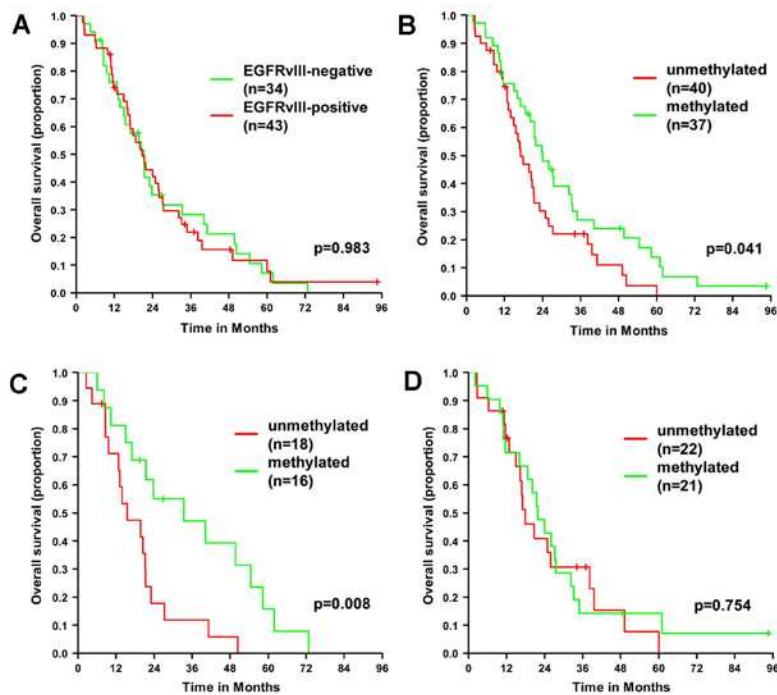 A
Overall survival (proportion)
1.0
0.9
0.8
0.7
0.6
0.5
0.4
0.3
0.2
0.1
0.0
EGFRvIII-negative
(n=34)
EGFRvIII-positive
(n=43)
p=0.983
0 12 24 36 48 60 72 84 96
Time in Months
B
Overall survival (proportion)
1.0
0.9
0.8
0.7
0.6
0.5
0.4
0.3
0.2
0.1
0.0
unmethylated
(n=40)
methylated
(n=37)
p=0.041
0 12 24 36 48 60 72 84 96
Time in Months
C
Overall survival (proportion)
1.0
0.9
0.8
0.7
0.6
0.5
0.4
0.3
0.2
0.1
0.0
unmethylated
(n=18)
methylated
(n=16)
p=0.008
0 12 24 36 48 60 72 84 96
Time in Months
D
Overall survival (proportion)
1.0
0.9
0.8
0.7
0.6
0.5
0.4
0.3
0.2
0.1
0.0
unmethylated
(n=22)
methylated
(n=21)
p=0.754
0 12 24 36 48 60 72 84 96
Time in Months